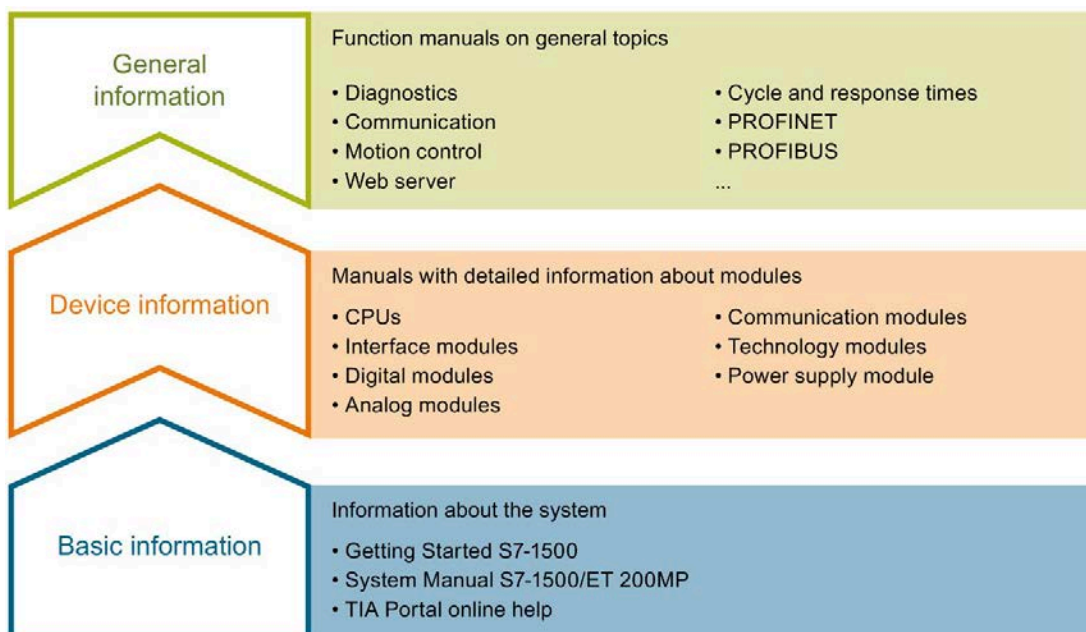 General
information
Function manuals on general topics
• Diagnostics
• Communication
• Motion control
• Web server
• Cycle and response times
• PROFINET
• PROFIBUS
...
Device information
Manuals with detailed information about modules
• CPUs
• Interface modules
• Digital modules
• Analog modules
• Communication modules
• Technology modules
• Power supply module
Basic information
Information about the system
• Getting Started S7-1500
• System Manual S7-1500/ET 200MP
• TIA Portal online help